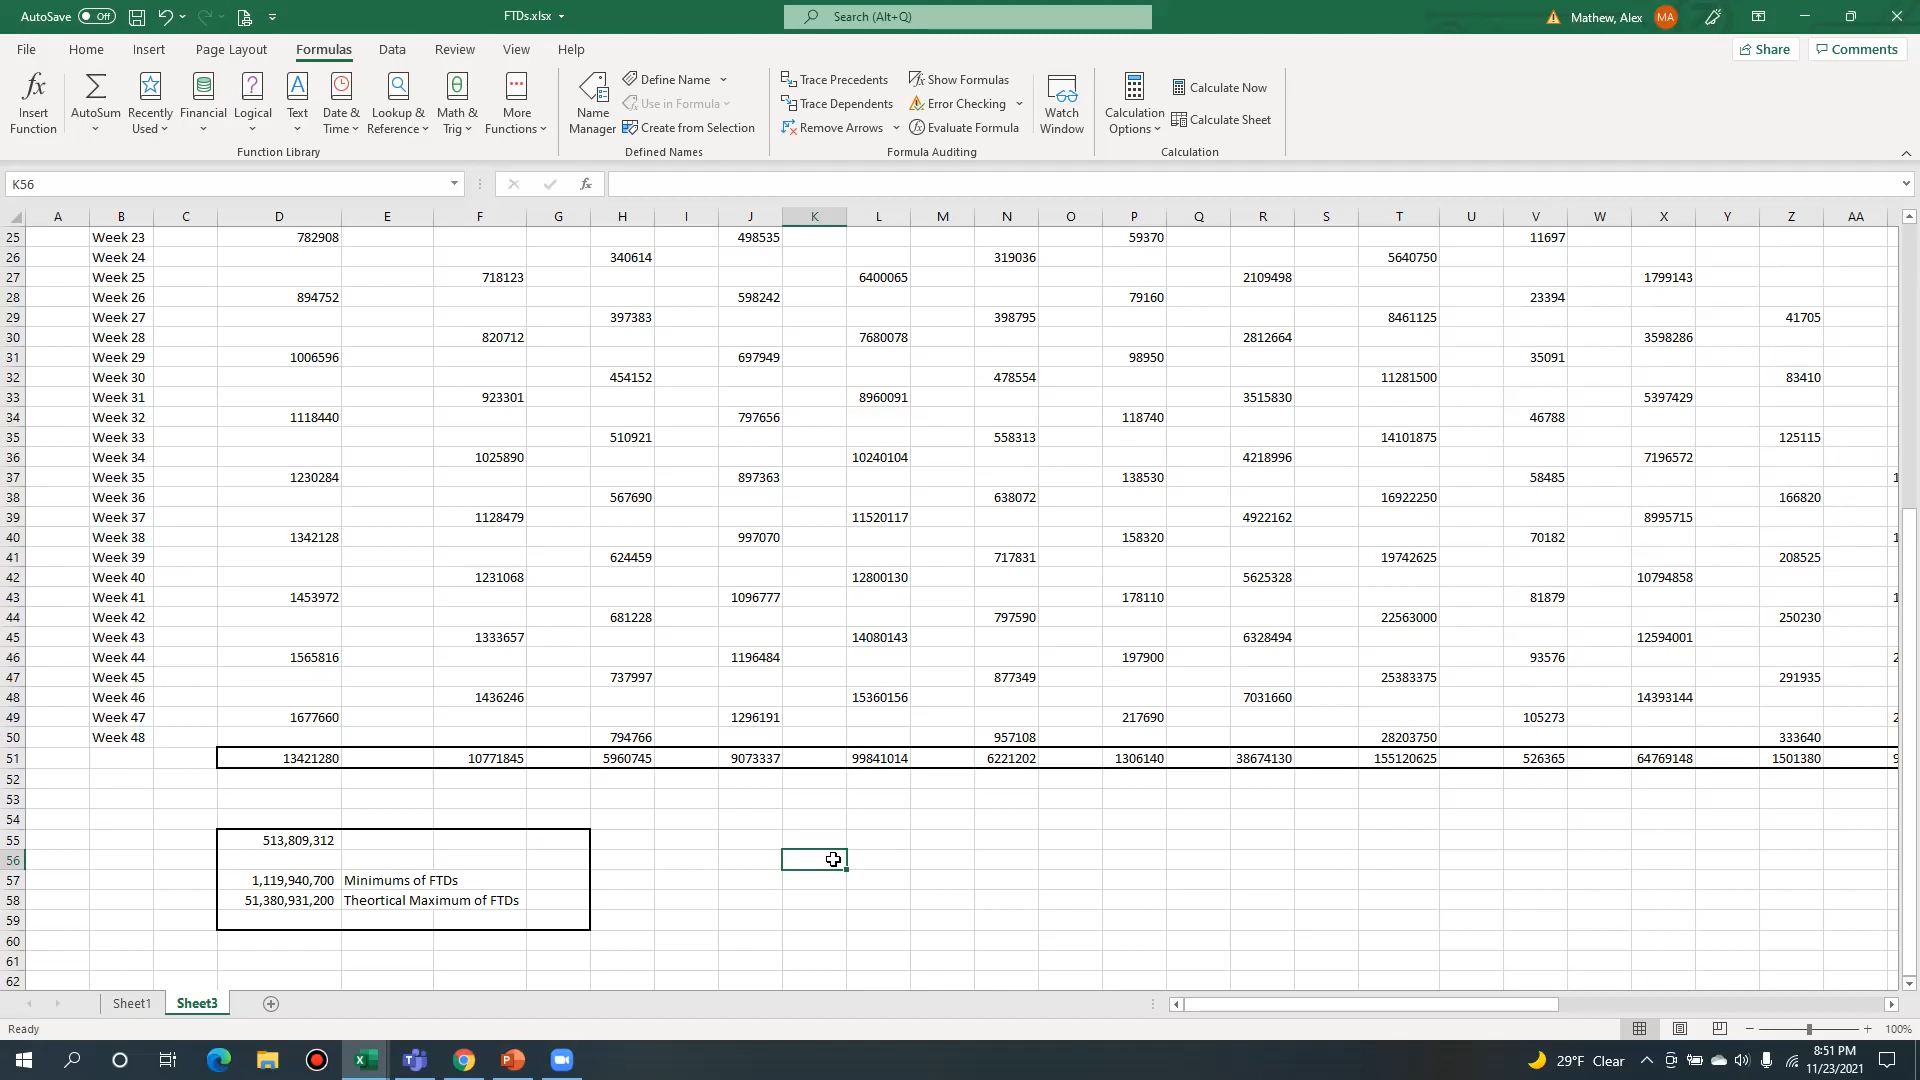 AutoSave Off FTDs.xlsx Search (Alt+Q) Mathew, Alex MA
File Home Insert Page Layout Formulas Data Review View Help Share Comments
Insert Function AutoSum Recently Used Financial Logical Text Date & Time Lookup & Reference Math & Trig More Functions
Name Manager Define Name Use in Formula Create from Selection
Trace Precedents Trace Dependents Remove Arrows Show Formulas Error Checking Evaluate Formula Watch Window
Calculation Options Calculate Now Calculate Sheet
Function Library Defined Names Formula Auditing Calculation
K56 fx
A B C D E F G H I J K L M N O P Q R S T U V W X Y Z AA
25 Week 23 782908 498535 59370 11697
26 Week 24 340614 319036 5640750
27 Week 25 718123 6400065 2109498 1799143
28 Week 26 894752 598242 79160 23394
29 Week 27 397383 398795 8461125 41705
30 Week 28 820712 7680078 2812664 3598286
31 Week 29 1006596 697949 98950 35091
32 Week 30 454152 478554 11281500 83410
33 Week 31 923301 8960091 3515830 5397429
34 Week 32 1118440 797656 118740 46788
35 Week 33 510921 558313 14101875 125115
36 Week 34 1025890 10240104 4218996 7196572
37 Week 35 1230284 897363 138530 58485 1
38 Week 36 567690 638072 16922250 166820
39 Week 37 1128479 11520117 4922162 8995715
40 Week 38 1342128 997070 158320 70182 1
41 Week 39 624459 717831 19742625 208525
42 Week 40 1231068 12800130 5625328 10794858
43 Week 41 1453972 1096777 178110 81879 1
44 Week 42 681228 797590 22563000 250230
45 Week 43 1333657 14080143 6328494 12594001
46 Week 44 1565816 1196484 197900 93576 2
47 Week 45 737997 877349 25383375 291935
48 Week 46 1436246 15360156 7031660 14393144
49 Week 47 1677660 1296191 217690 105273 2
50 Week 48 794766 957108 28203750 333640
51 13421280 10771845 5960745 9073337 99841014 6221202 1306140 38674130 155120625 526365 64769148 1501380 9
52
53
54
55 513,809,312
56
57 1,119,940,700 Minimums of FTDs
58 51,380,931,200 Theortical Maximum of FTDs
59
60
61
62
Sheet1 Sheet3
Ready 100%
29°F Clear 8:51 PM
11/23/2021